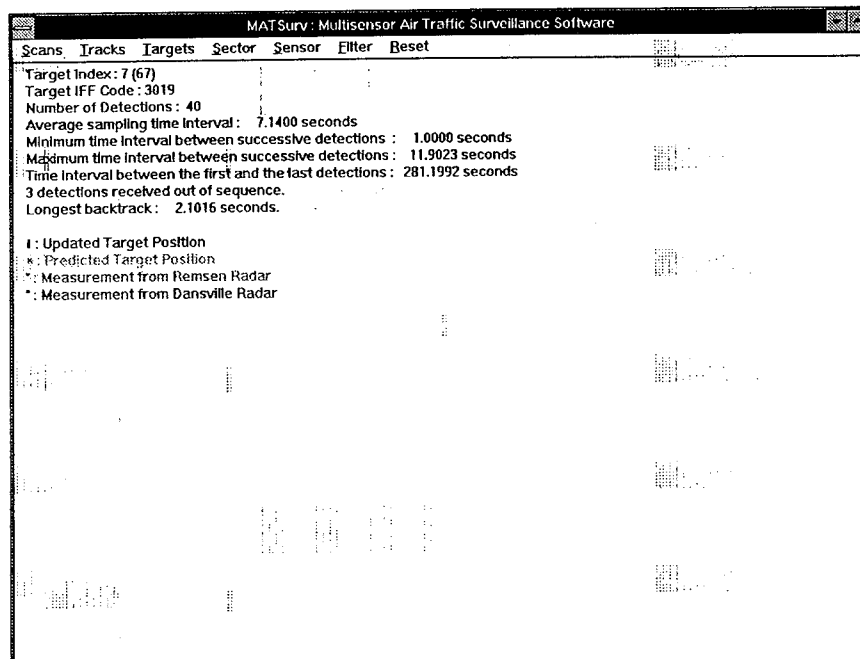 MATSurv : Multisensor Air Traffic Surveillance Software
Scans Tracks Targets Sector Sensor Filter Reset
Target Index : 7 (67)
Target IFF Code : 3019
Number of Detections : 40
Average sampling time interval : 7.1400 seconds
Minimum time interval between successive detections : 1.0000 seconds
Maximum time interval between successive detections : 11.9023 seconds
Time interval between the first and the last detections : 281.1992 seconds
3 detections received out of sequence.
Longest backtrack : 2.1016 seconds.
: Updated Target Position
* : Predicted Target Position
* : Measurement from Remsen Radar
* : Measurement from Dansville Radar